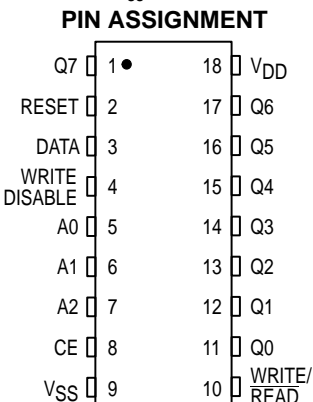 PIN ASSIGNMENT
Q7 1 18 VDD
RESET 2 17 Q6
DATA 3 16 Q5
WRITE
DISABLE 4 15 Q4
A0 5 14 Q3
A1 6 13 Q2
A2 7 12 Q1
CE 8 11 Q0
VSS 9 10 WRITE/
READ